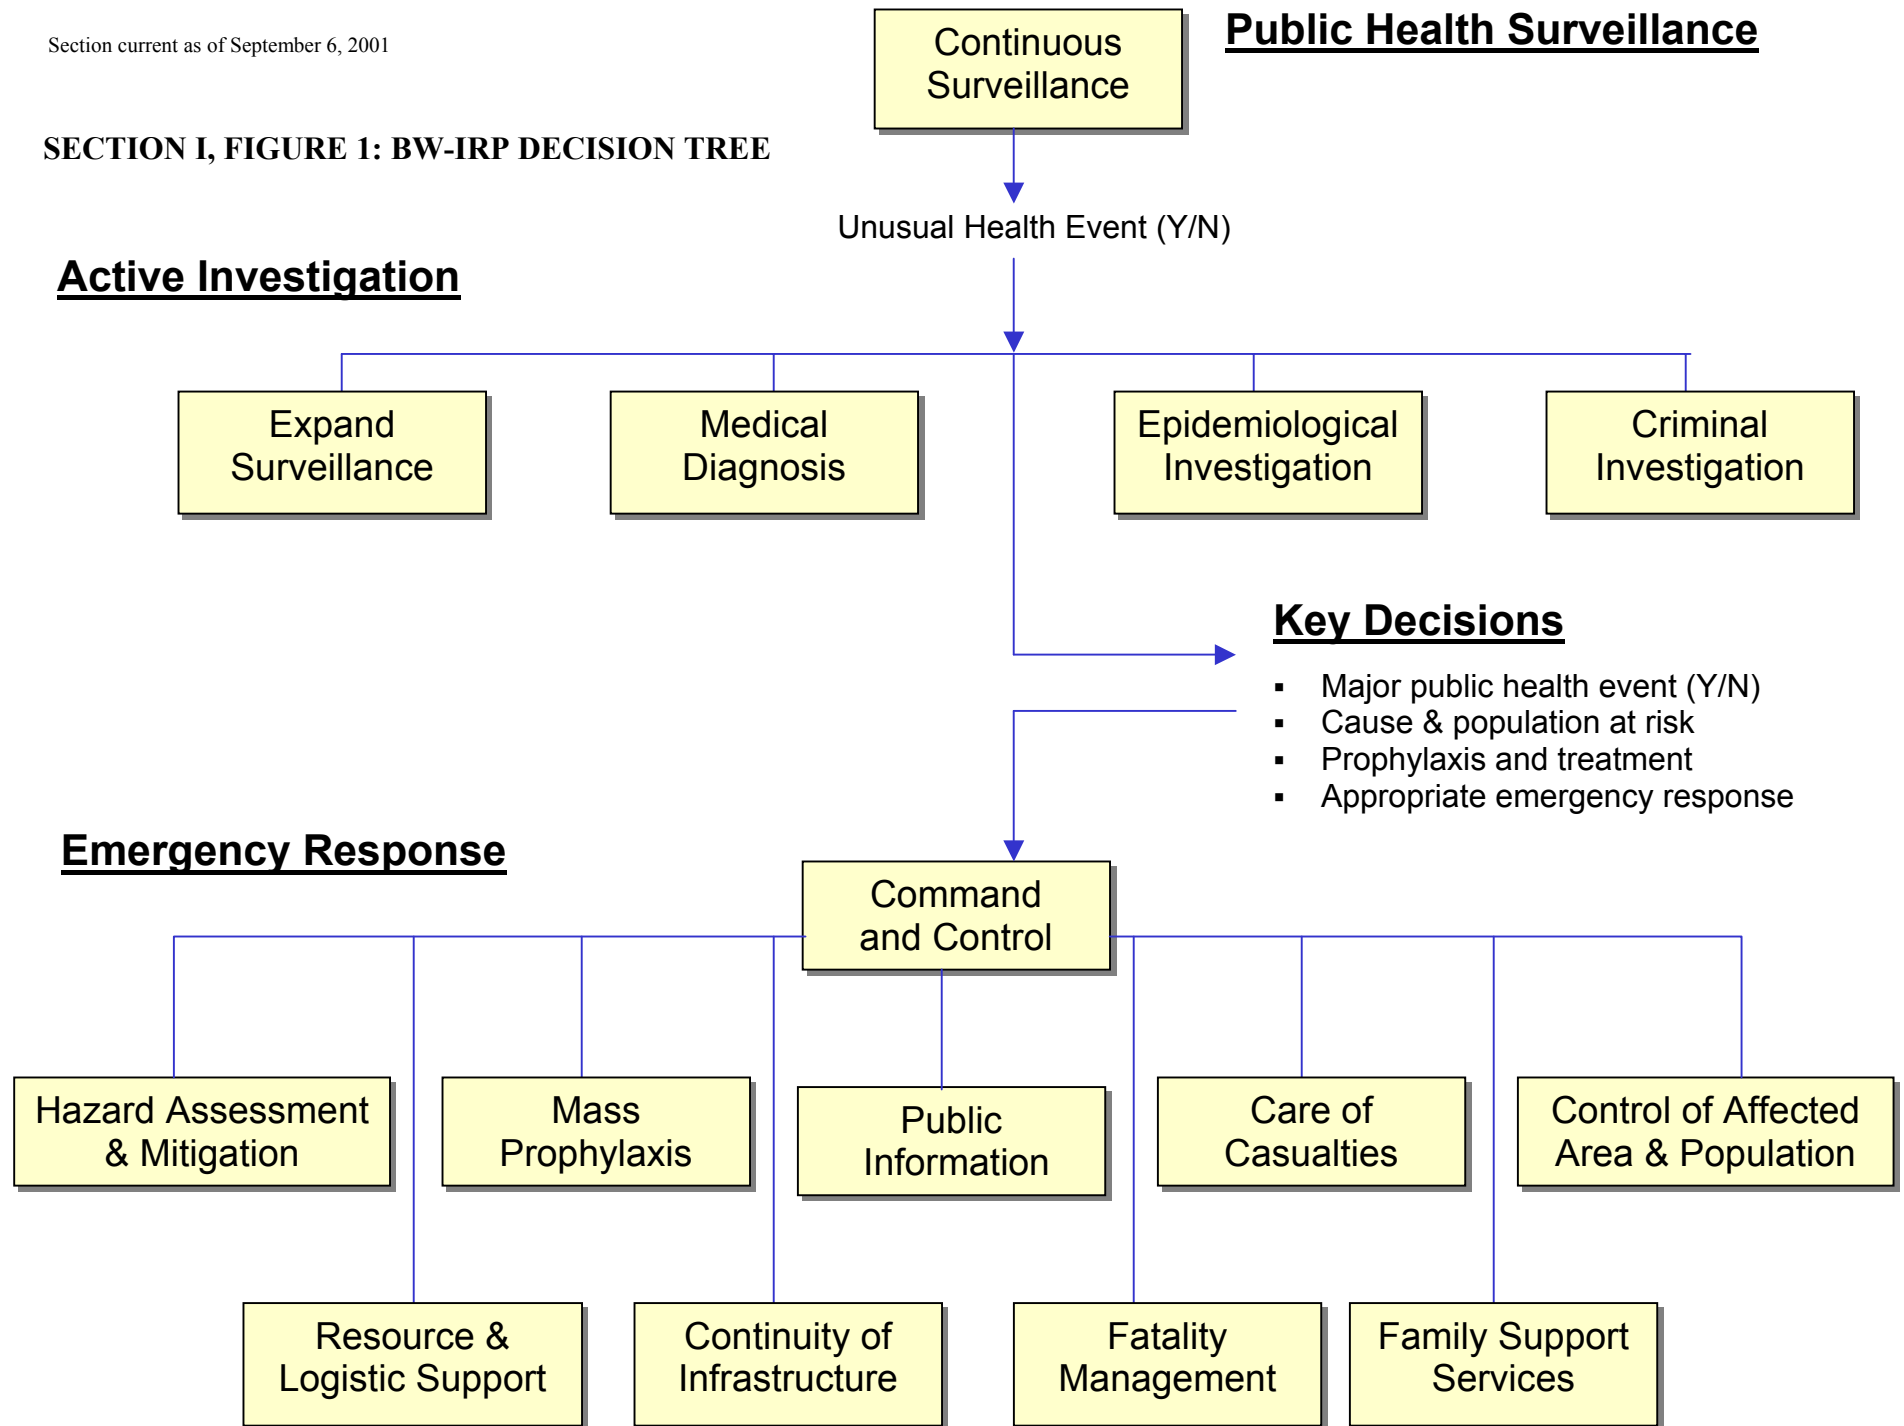 Public Health Surveillance
Section current as of September 6, 2001
Continuous
Surveillance
SECTION I, FIGURE 1: BW-IRP DECISION TREE
Unusual Health Event (Y/N)
Active Investigation
Expand
Surveillance
Medical
Diagnosis
Epidemiological
Investigation
Criminal
Investigation
Key Decisions
▪ Major public health event (Y/N)
▪ Cause & population at risk
▪ Prophylaxis and treatment
▪ Appropriate emergency response
Emergency Response
Command
and Control
Hazard Assessment
& Mitigation
Mass
Prophylaxis
Public
Information
Care of
Casualties
Control of Affected
Area & Population
Resource &
Logistic Support
Continuity of
Infrastructure
Fatality
Management
Family Support
Services